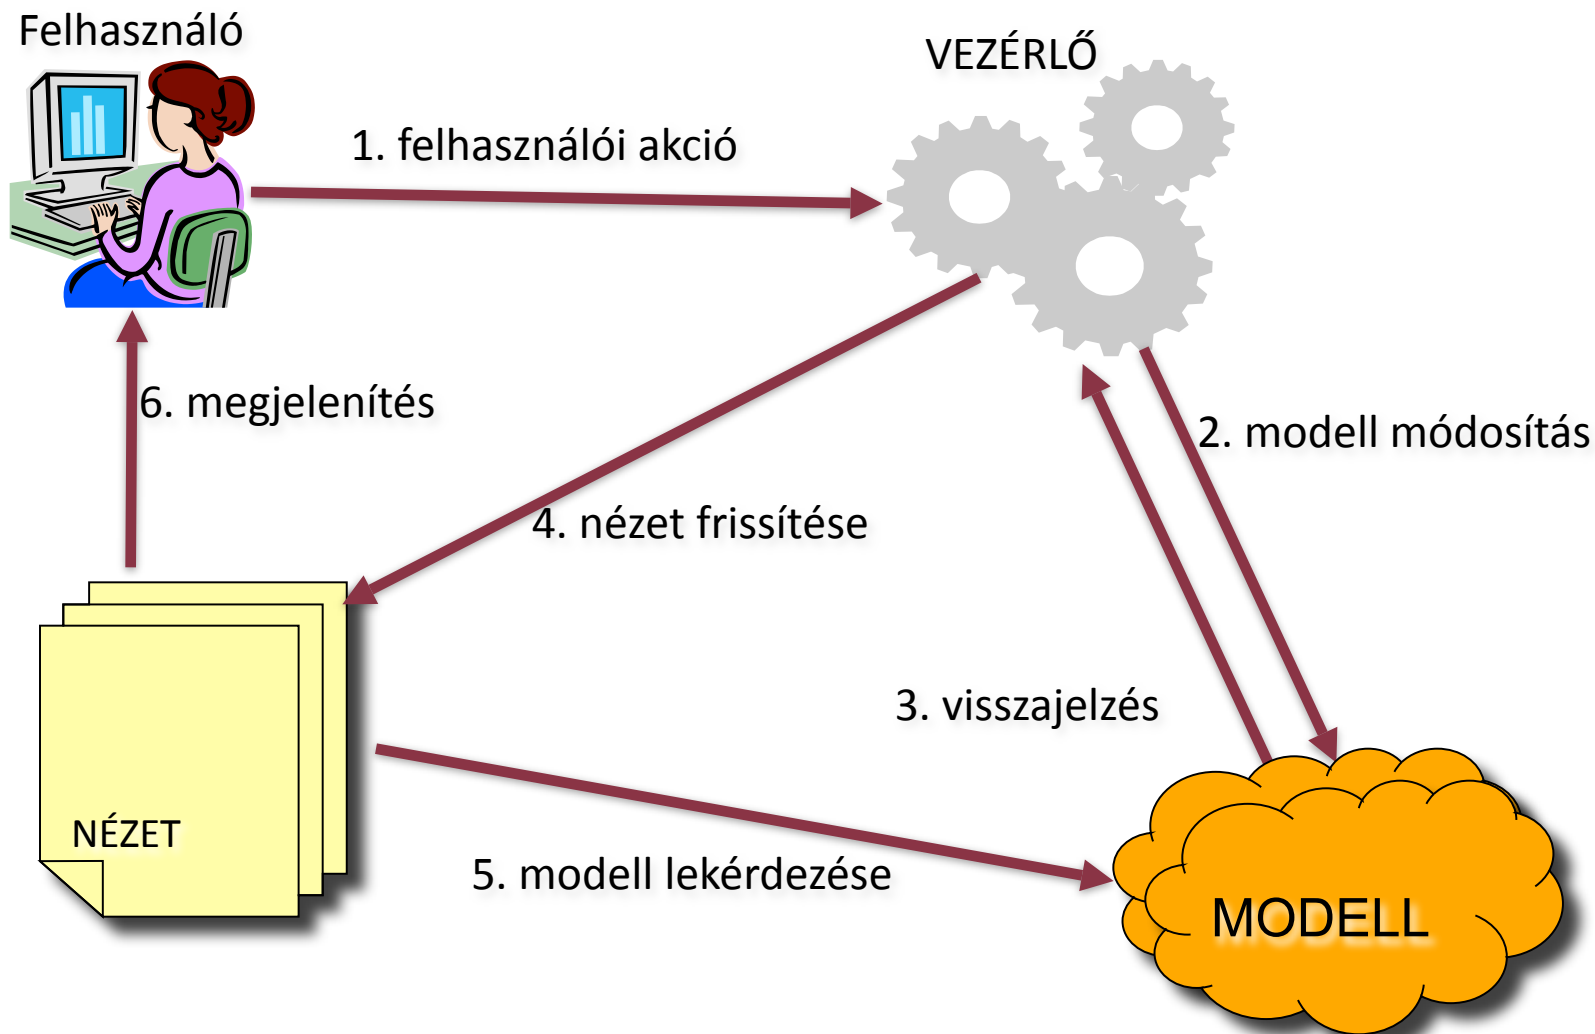 Felhasználó
VEZÉRLŐ
1. felhasználói akció
6. megjelenítés
2. modell módosítás
4. nézet frissítése
3. visszajelzés
NÉZET
5. modell lekérdezése
MODELL